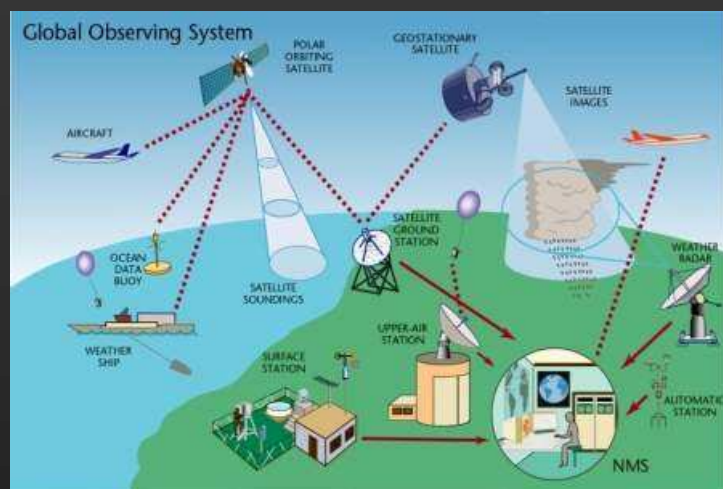 Global Observing System
POLAR
ORBITING
SATELLITE
GEOSTATIONARY
SATELLITE
SATELLITE
IMAGES
AIRCRAFT
OCEAN
DATA
BUOY
SATELLITE
SOUNDINGS
SATELLITE
GROUND
STATION
WEATHER
RADAR
WEATHER
SHIP
UPPER-AIR
STATION
SURFACE
STATION
AUTOMATIC
STATION
NMS